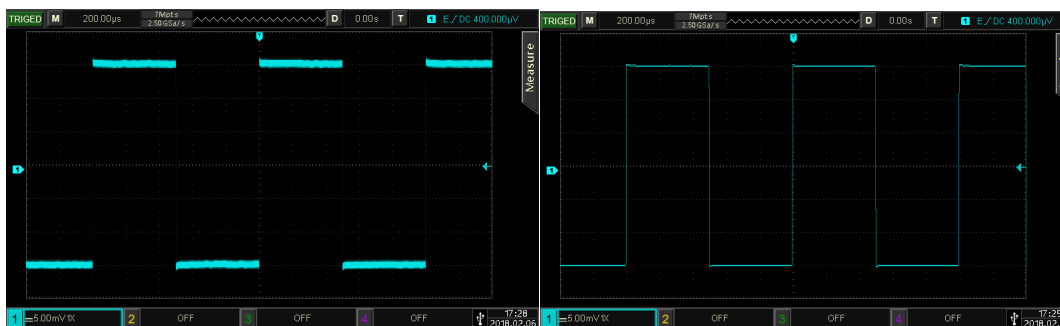 TRIGED M 200.00μs 7Mpts 2.50GSa/s D 0.00s T 1 E / DC 400.000μV
Measure
1
1 5.00mV 1X 2 OFF 3 OFF 4 OFF 17:28 2018.02.06
TRIGED M 200.00μs 7Mpts 2.50GSa/s D 0.00s T 1 E / DC 400.000μV
1
1 5.00mV 1X 2 OFF 3 OFF 4 OFF